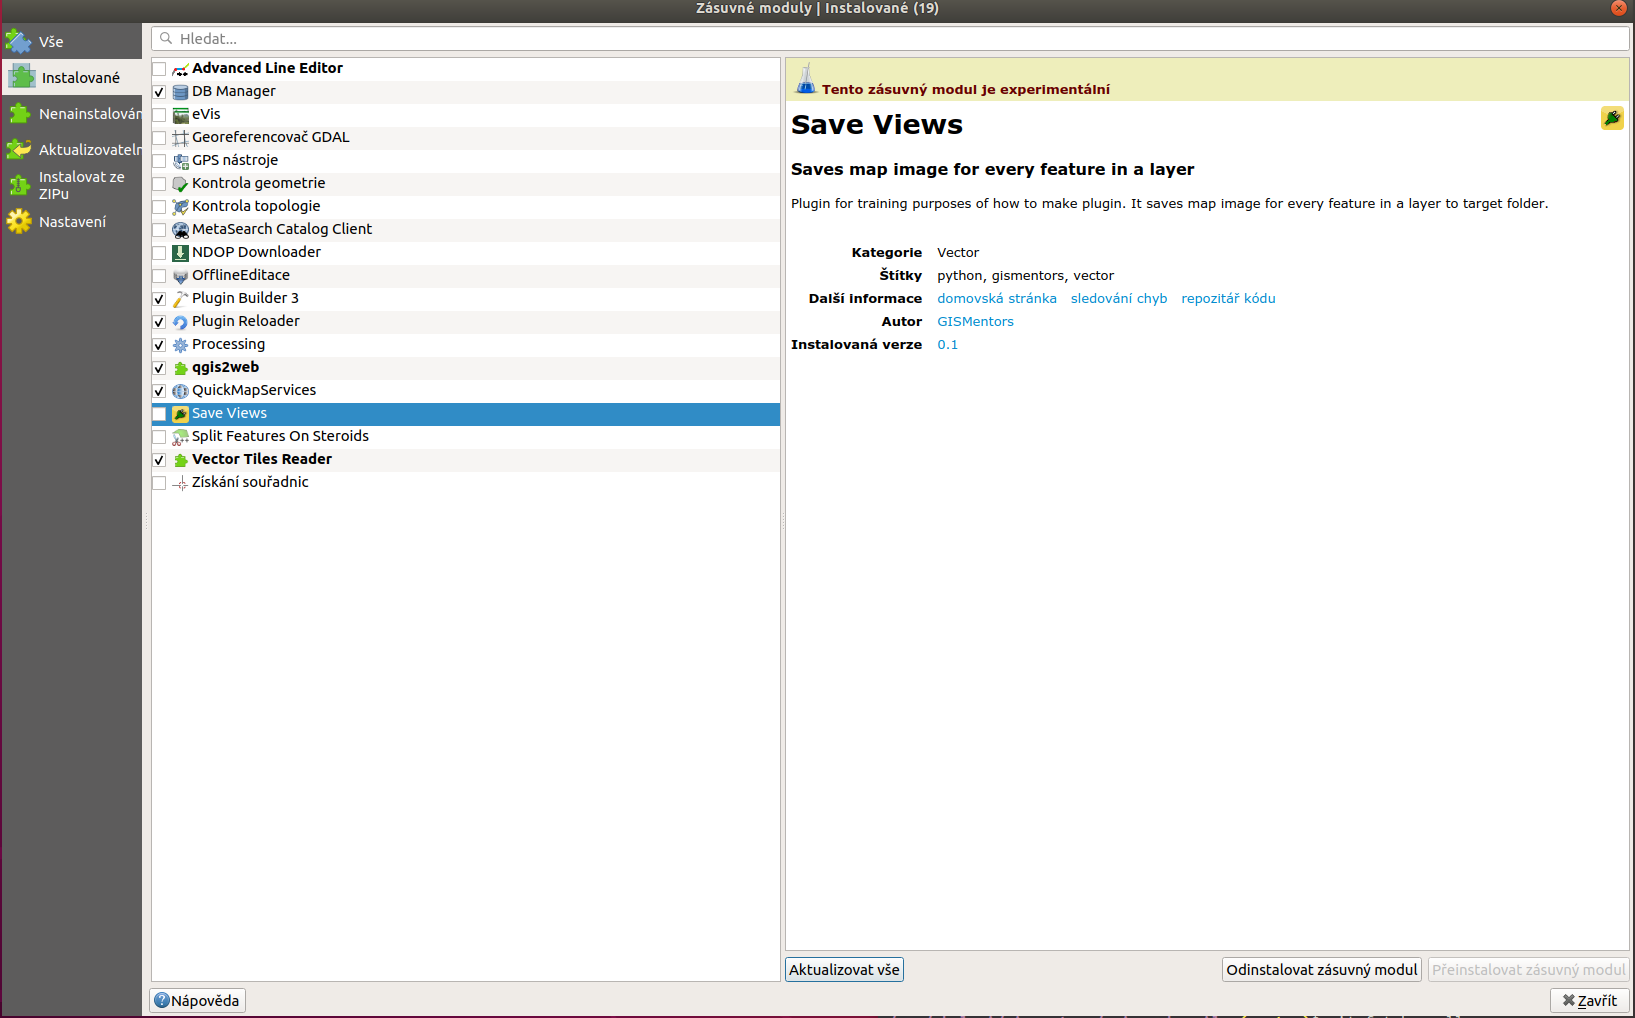 Zásuvné moduly | Instalované (19)
Vše
Instalované
Nenainstalován
Aktualizovateln
Instalovat ze
ZIPu
Nastavení
Hledat...
Advanced Line Editor
DB Manager
eVis
Georeferencovač GDAL
GPS nástroje
Kontrola geometrie
Kontrola topologie
MetaSearch Catalog Client
NDOP Downloader
OfflineEditace
Plugin Builder 3
Plugin Reloader
Processing
qgis2web
QuickMapServices
Save Views
Split Features On Steroids
Vector Tiles Reader
Získání souřadnic
Tento zásuvný modul je experimentální
Save Views
Saves map image for every feature in a layer
Plugin for training purposes of how to make plugin. It saves map image for every feature in a layer to target folder.
Kategorie Vector
Štítky python, gismentors, vector
Další informace domovská stránka sledování chyb repozitář kódu
Autor GISMentors
Instalovaná verze 0.1
Aktualizovat vše
Odinstalovat zásuvný modul
Přeinstalovat zásuvný modul
Nápověda
Zavřít